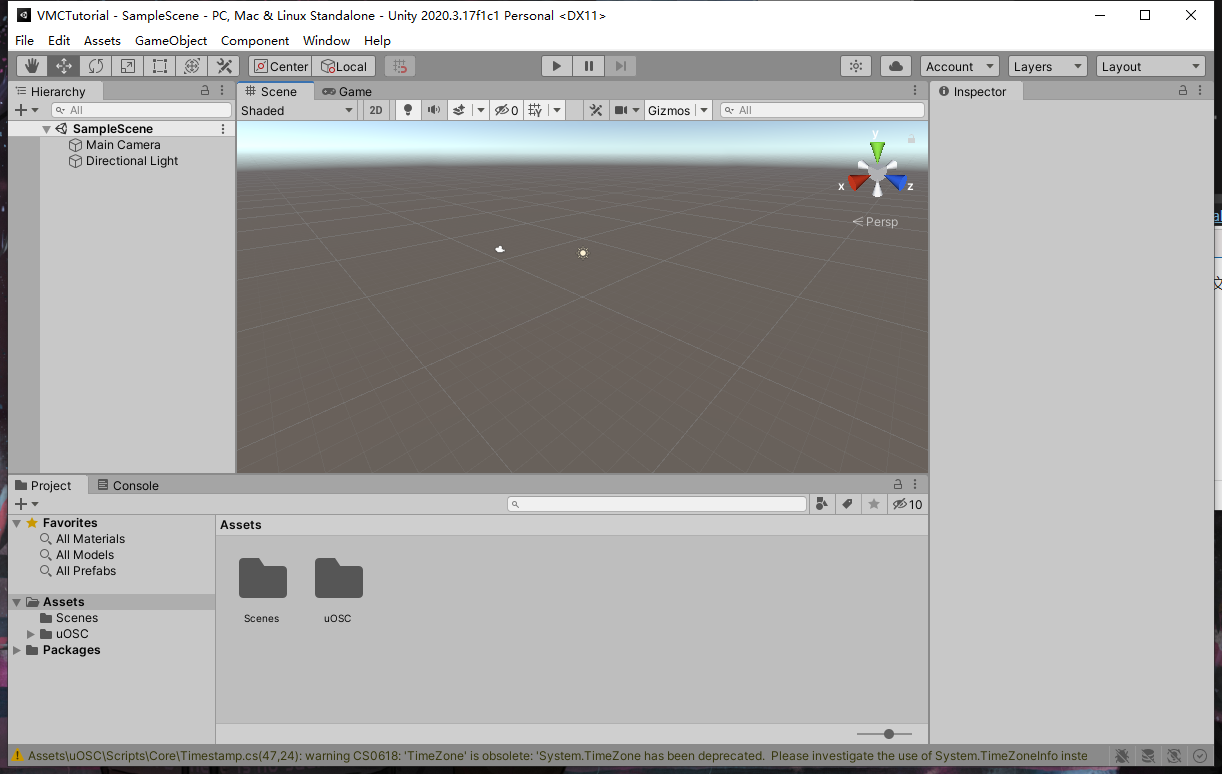 VMCTutorial - SampleScene - PC, Mac & Linux Standalone - Unity 2020.3.17f1c1 Personal <DX11>
File Edit Assets GameObject Component Window Help
Center Local Account Layers Layout
Hierarchy
All
SampleScene
Main Camera
Directional Light
Scene Game
Shaded 2D 0 Gizmos All
y
x z
Persp
Inspector
Project Console
10
Favorites
All Materials
All Models
All Prefabs
Assets
Scenes
uOSC
Packages
Assets
Scenes uOSC
Assets\uOSC\Scripts\Core\Timestamp.cs(47,24): warning CS0618: 'TimeZone' is obsolete: 'System.TimeZone has been deprecated.  Please investigate the use of System.TimeZoneInfo inste